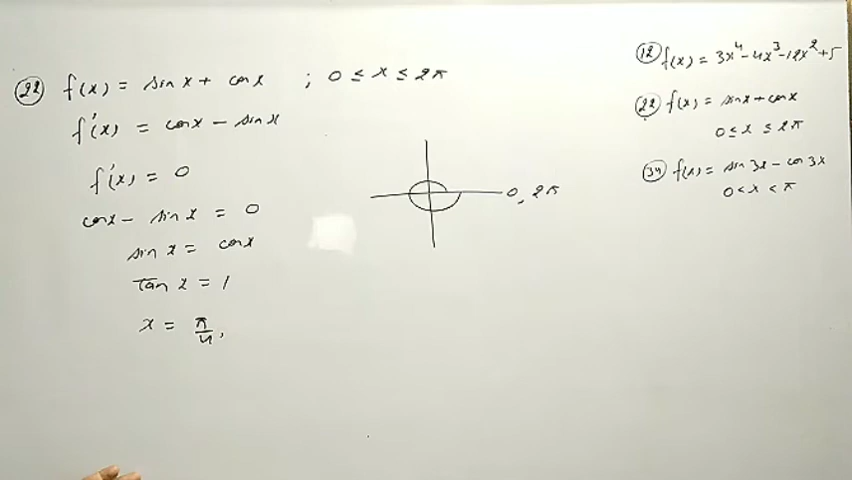 22 f(x) = sin x + cos x ; 0 ≤ x ≤ 2π
f'(x) = cos x − sin x
f'(x) = 0
cos x − sin x = 0
sin x = cos x
Tan x = 1
x = π/4,
0, 2π
12 f(x) = 3x⁴ − 4x³ − 12x² + 5
22 f(x) = sin x + cos x
0 ≤ x ≤ 2π
34 f(x) = sin 3x − cos 3x
0 < x < π